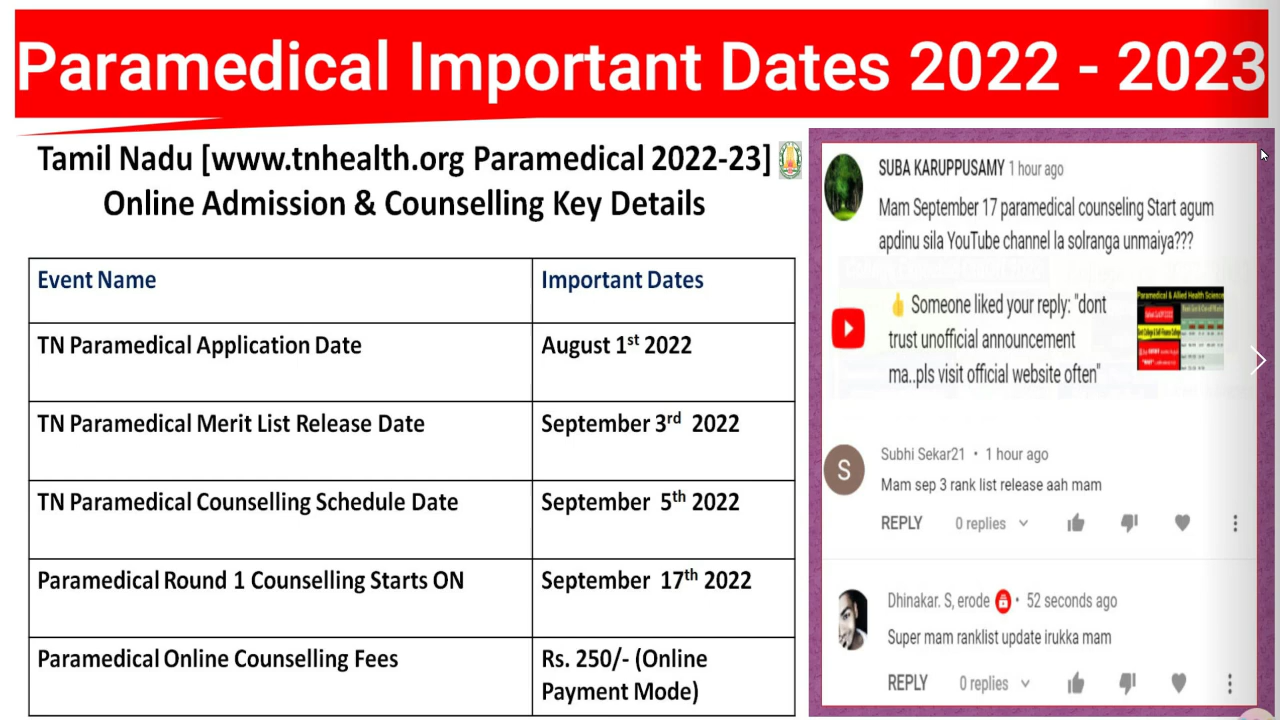 Paramedical Important Dates 2022 - 2023
Tamil Nadu [www.tnhealth.org Paramedical 2022-23]
Online Admission & Counselling Key Details
Event Name
Important Dates
TN Paramedical Application Date
August 1st 2022
TN Paramedical Merit List Release Date
September 3rd 2022
TN Paramedical Counselling Schedule Date
September 5th 2022
Paramedical Round 1 Counselling Starts ON
September 17th 2022
Paramedical Online Counselling Fees
Rs. 250/- (Online
Payment Mode)
SUBA KARUPPUSAMY 1 hour ago
Mam September 17 paramedical counseling Start agum
apdinu sila YouTube channel la solranga unmaiya???
👍 Someone liked your reply: "dont
trust unofficial announcement
ma..pls visit official website often"
Paramedical & Allied Health Science
S
Subhi Sekar21 • 1 hour ago
Mam sep 3 rank list release aah mam
REPLY 0 replies
Dhinakar. S, erode • 52 seconds ago
Super mam ranklist update irukka mam
REPLY 0 replies